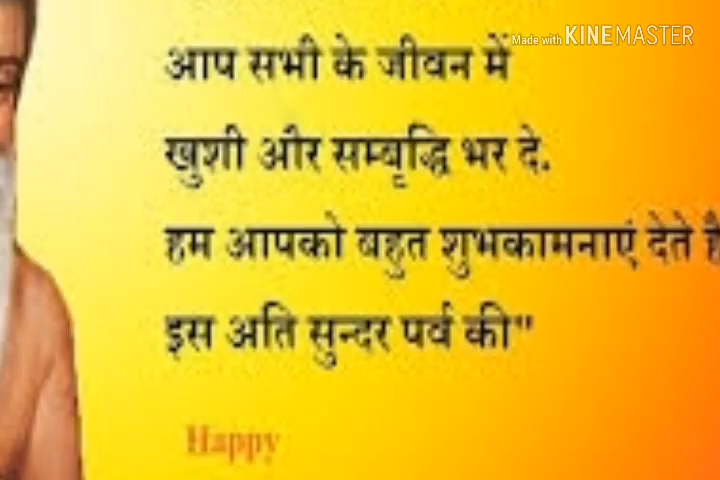 Made with KINEMASTER
आप सभी के जीवन में
खुशी और सम्बृद्धि भर दे.
हम आपको बहुत शुभकामनाएं देते है
इस अति सुन्दर पर्व की"
Happy